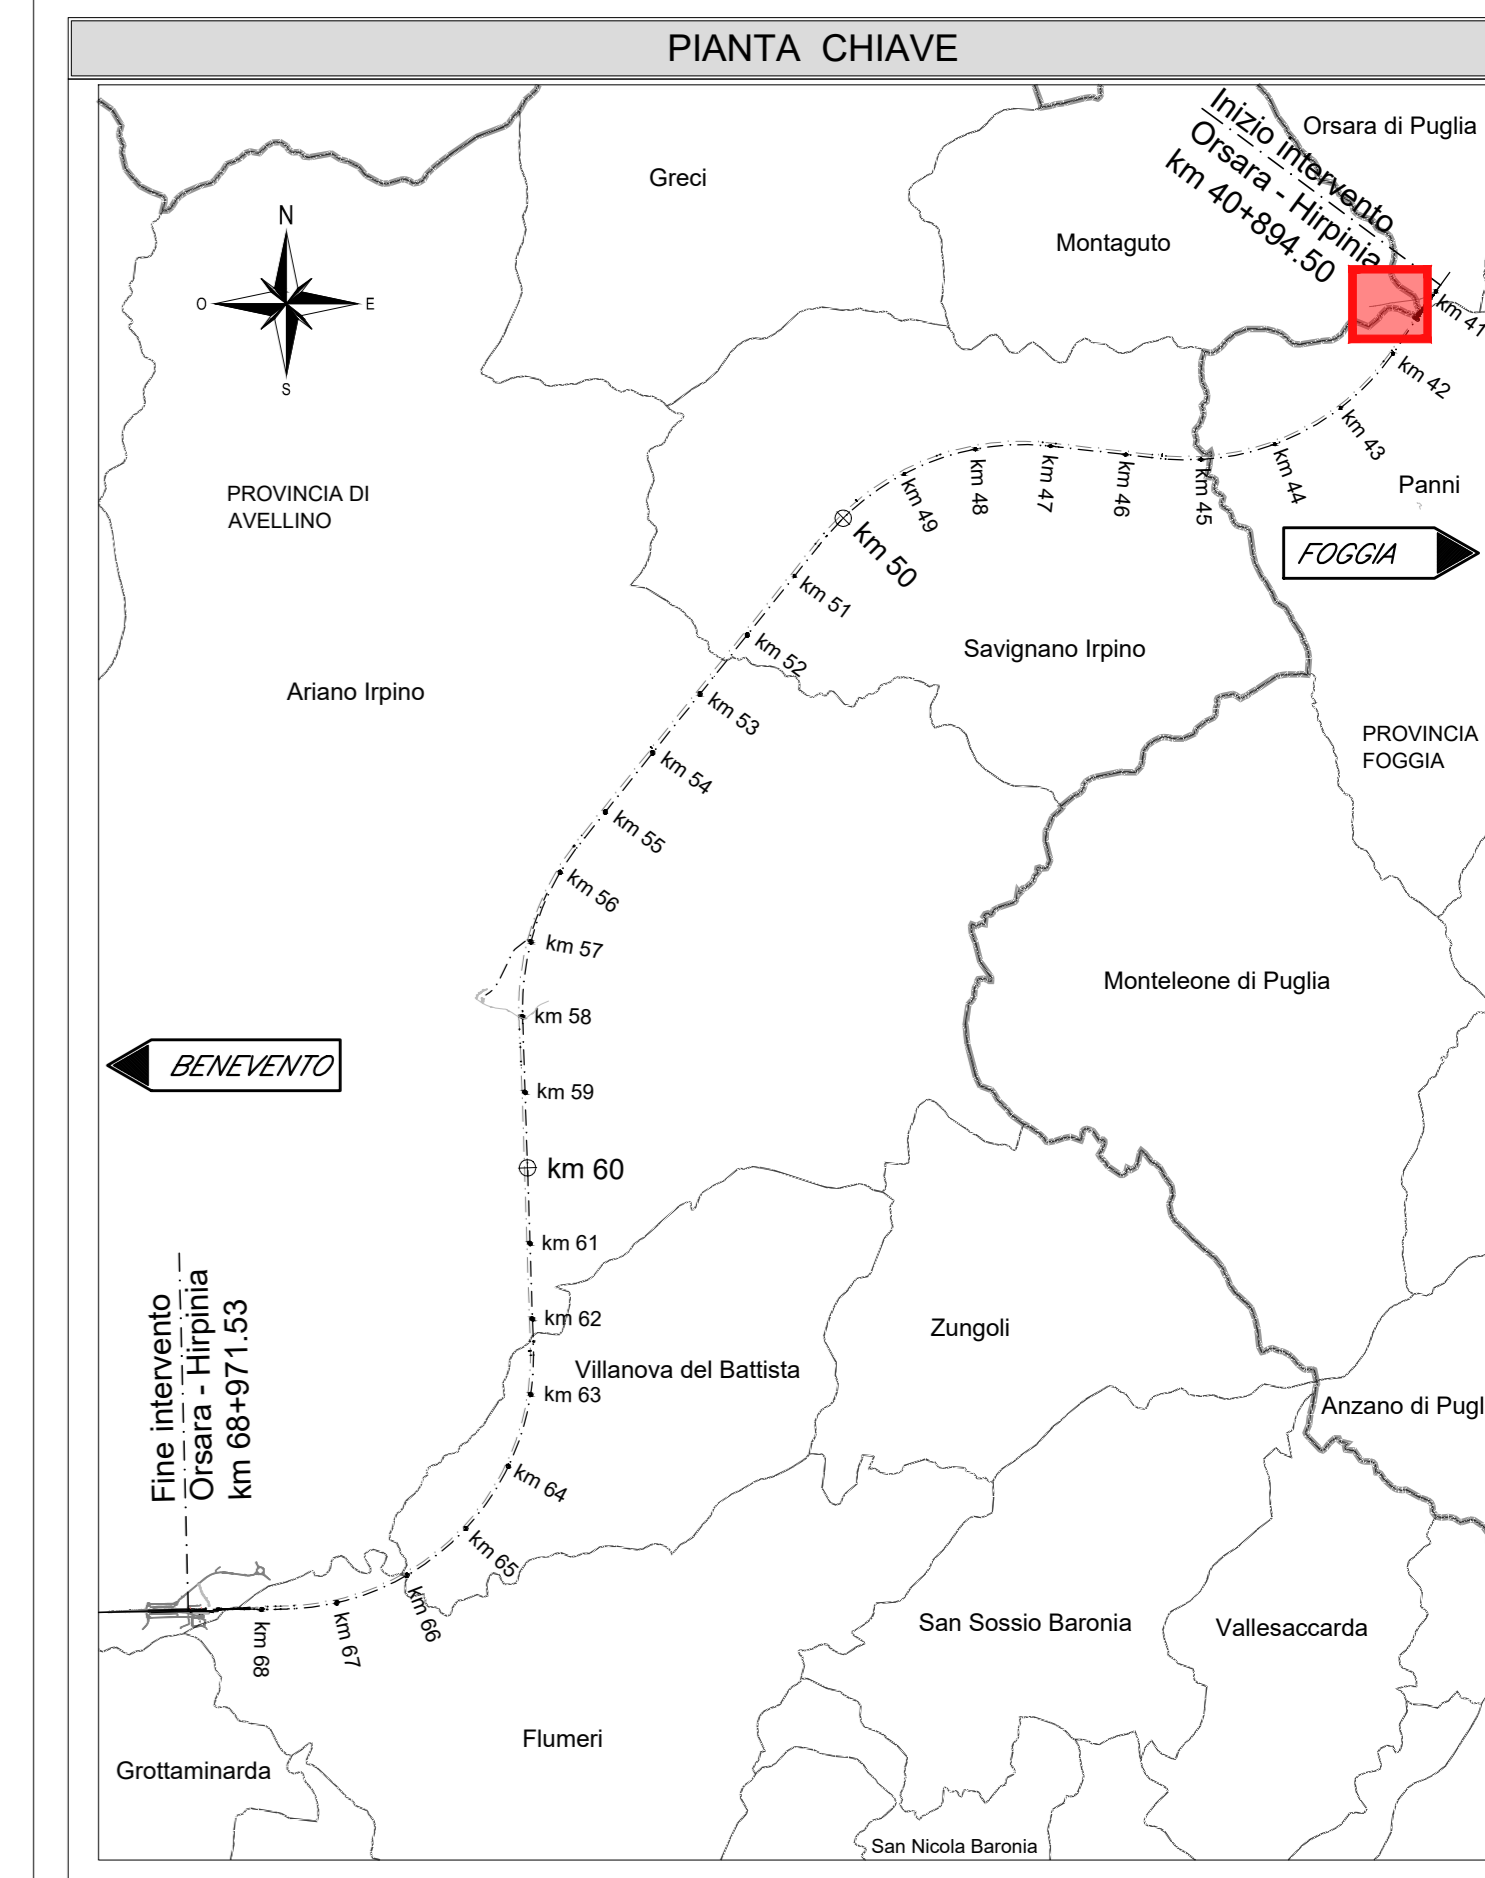 PIANTA CHIAVE
Inizio intervento
Orsara - Hirpinia
km 40+894.50
Orsara di Puglia
Greci
Montaguto
N
O
E
S
km 41
km 42
km 43
km 44
km 45
km 46
km 47
km 48
km 49
km 50
Panni
PROVINCIA DI
AVELLINO
FOGGIA
km 51
km 52
Savignano Irpino
Ariano Irpino
km 53
PROVINCIA
FOGGIA
km 54
km 55
km 56
km 57
Monteleone di Puglia
km 58
BENEVENTO
km 59
km 60
km 61
km 62
Zungoli
Villanova del Battista
km 63
Anzano di Pugl
Fine intervento
Orsara - Hirpinia
km 68+971.53
km 64
km 65
km 66
km 67
km 68
San Sossio Baronia
Vallesaccarda
Flumeri
Grottaminarda
San Nicola Baronia